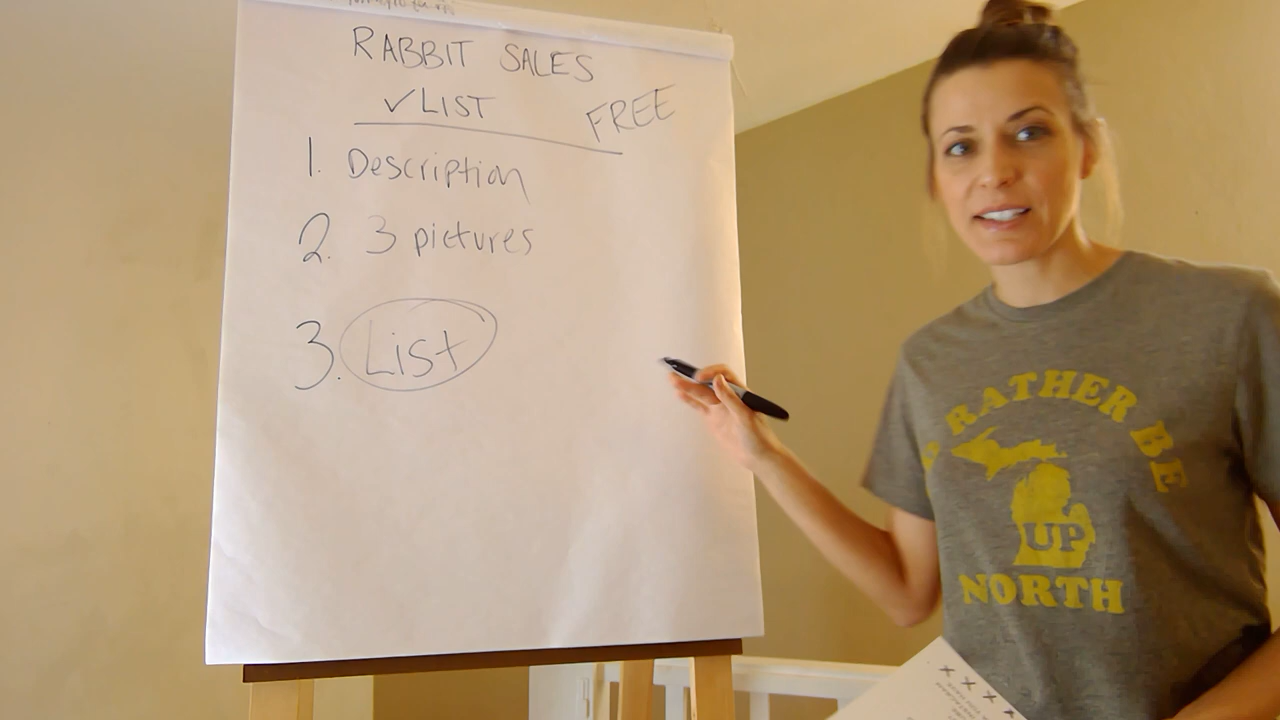 RABBIT SALES
✓LIST
FREE
1. Description
2. 3 pictures
3. List
RATHER BE
UP
NORTH